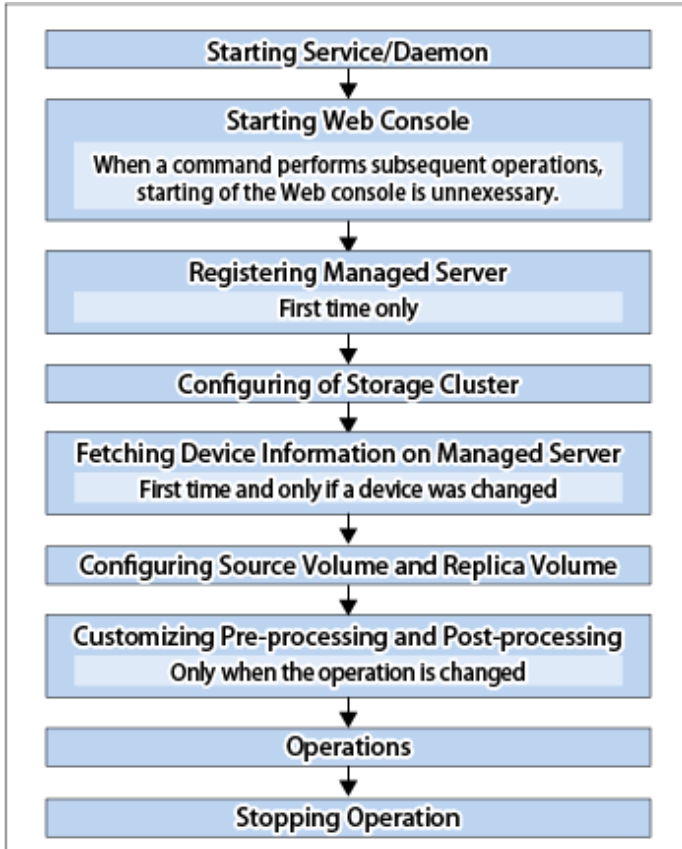 Starting Service/Daemon
Starting Web Console
When a command performs subsequent operations,
starting of the Web console is unnexessary.
Registering Managed Server
First time only
Configuring of Storage Cluster
Fetching Device Information on Managed Server
First time and only if a device was changed
Configuring Source Volume and Replica Volume
Customizing Pre-processing and Post-processing
Only when the operation is changed
Operations
Stopping Operation